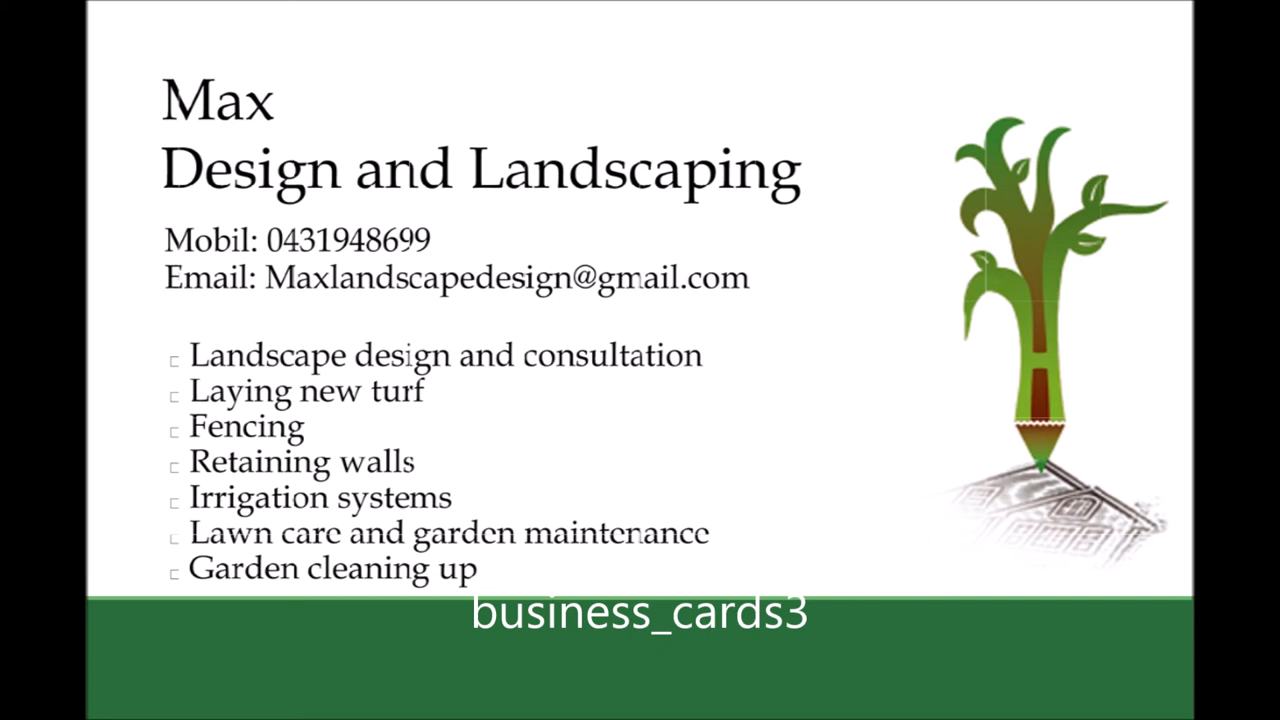 Max
Design and Landscaping
Mobil: 0431948699
Email: Maxlandscapedesign@gmail.com
Landscape design and consultation
Laying new turf
Fencing
Retaining walls
Irrigation systems
Lawn care and garden maintenance
Garden cleaning up
business_cards3